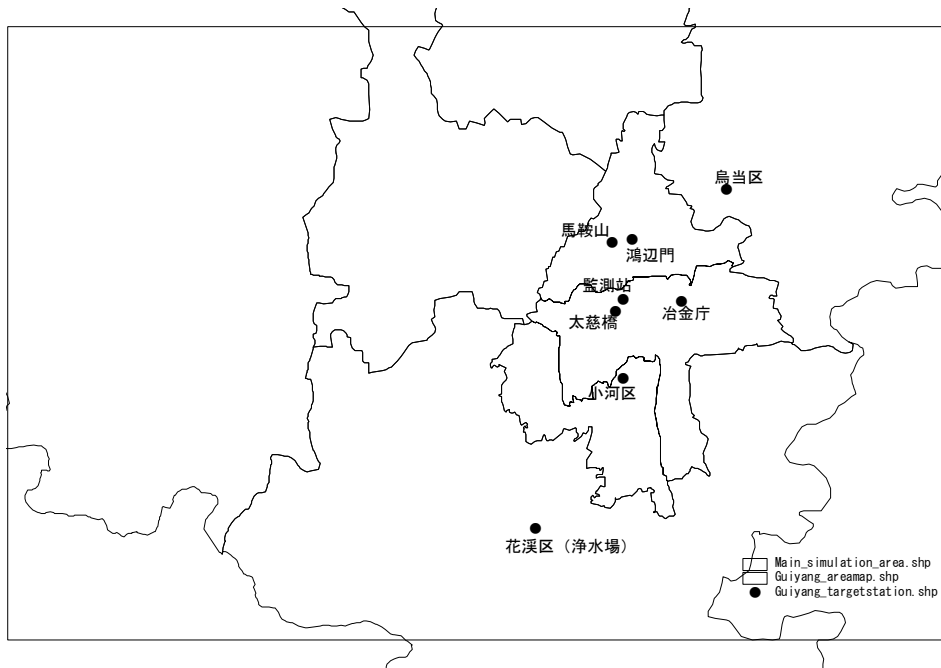 烏当区
馬鞍山
鴻辺門
監測站
太慈橋
冶金庁
小河区
花渓区（浄水場）
Main_simulation_area.shp
Guiyang_areamap.shp
Guiyang_targetstation.shp